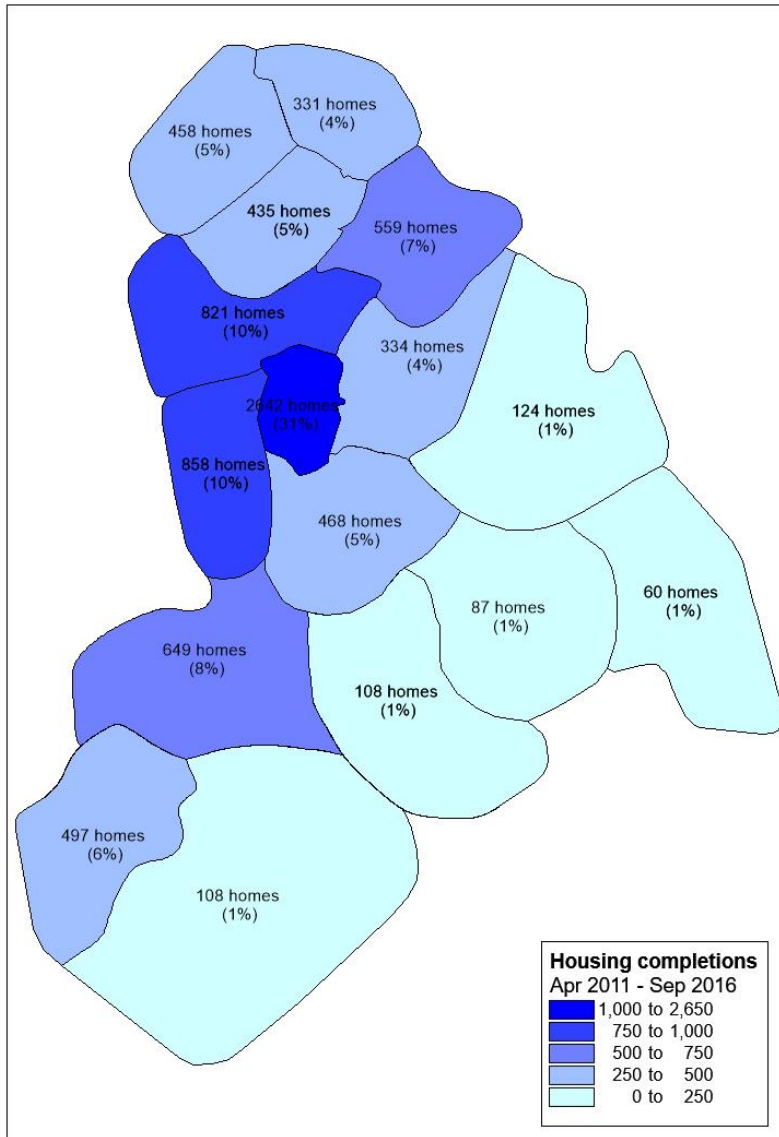 331 homes
(4%)
458 homes
(5%)
435 homes
(5%)
559 homes
(7%)
821 homes
(10%)
334 homes
(4%)
2642 homes
(31%)
124 homes
(1%)
858 homes
(10%)
468 homes
(5%)
87 homes
(1%)
60 homes
(1%)
649 homes
(8%)
108 homes
(1%)
497 homes
(6%)
108 homes
(1%)
Housing completions
Apr 2011 - Sep 2016
1,000 to 2,650
750 to 1,000
500 to 750
250 to 500
0 to 250